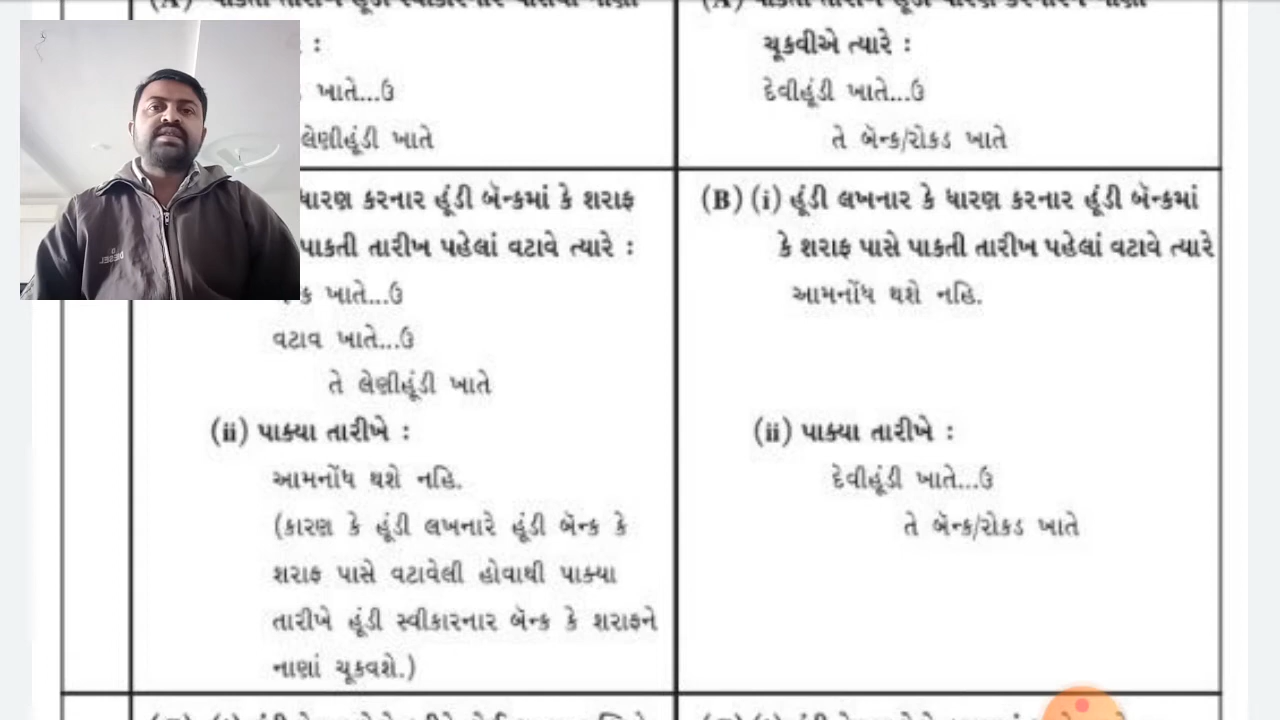 ચૂકવીએ ત્યારે :
દેવીહૂંડી ખાતે...ઉ
તે બૅન્ક/રોકડ ખાતે
:
ખાતે...ઉ
લેણીહૂંડી ખાતે
ધારણ કરનાર હૂંડી બૅન્કમાં કે શરાફ
પાકતી તારીખ પહેલાં વટાવે ત્યારે :
ખાતે...ઉ
વટાવ ખાતે...ઉ
તે લેણીહૂંડી ખાતે
(ii) પાક્યા તારીખે :
આમનોંધ થશે નહિ.
(કારણ કે હૂંડી લખનારે હૂંડી બૅન્ક કે
શરાફ પાસે વટાવેલી હોવાથી પાક્યા
તારીખે હૂંડી સ્વીકારનાર બૅન્ક કે શરાફને
નાણાં ચૂકવશે.)
(B) (i) હૂંડી લખનાર કે ધારણ કરનાર હૂંડી બૅન્કમાં
કે શરાફ પાસે પાકતી તારીખ પહેલાં વટાવે ત્યારે
આમનોંધ થશે નહિ.
(ii) પાક્યા તારીખે :
દેવીહૂંડી ખાતે...ઉ
તે બૅન્ક/રોકડ ખાતે
DIESEL